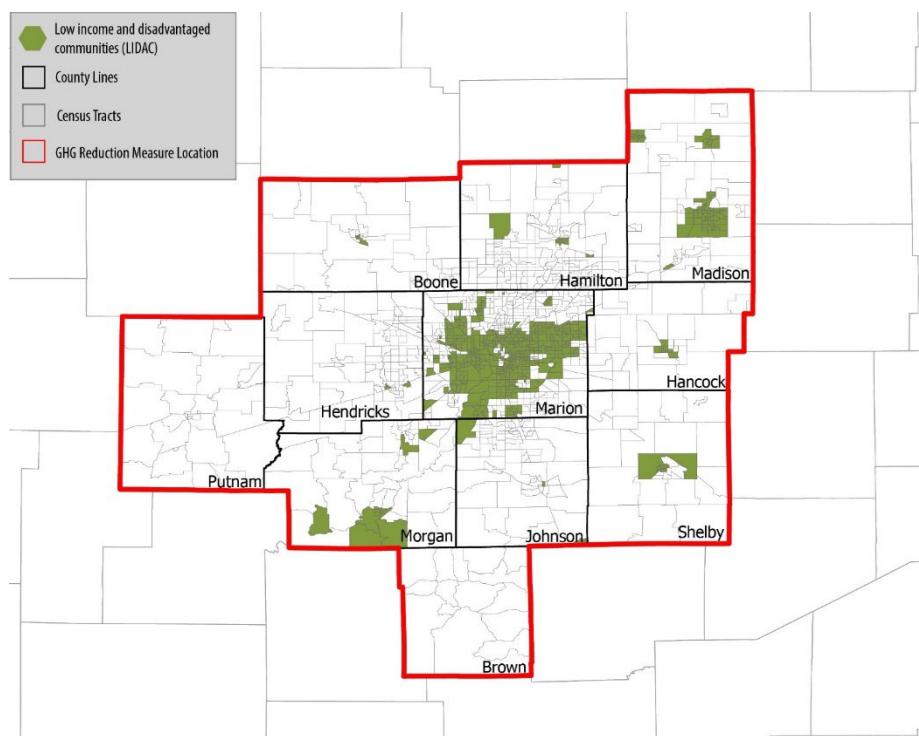 Low income and disadvantaged
communities (LIDAC)
County Lines
Census Tracts
GHG Reduction Measure Location
Boone
Hamilton
Madison
Hendricks
Marion
Hancock
Putnam
Morgan
Johnson
Shelby
Brown